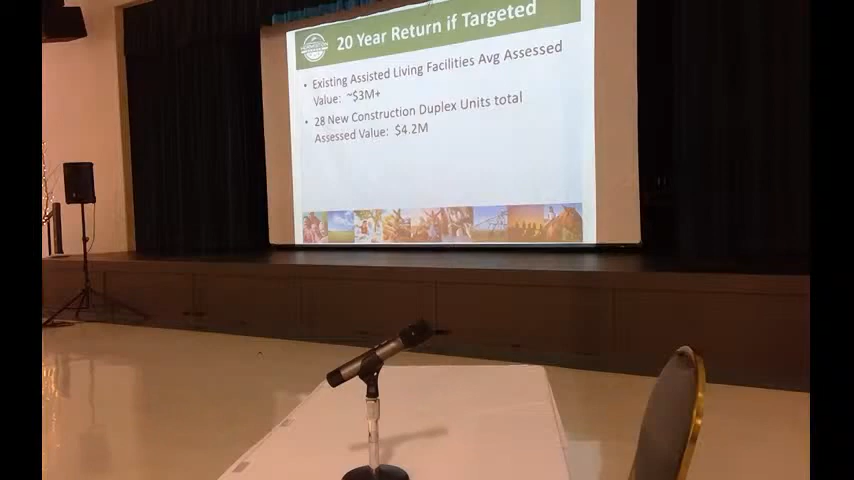 20 Year Return if Targeted
• Existing Assisted Living Facilities Avg Assessed
Value: ~$3M+
• 28 New Construction Duplex Units total
Assessed Value: $4.2M